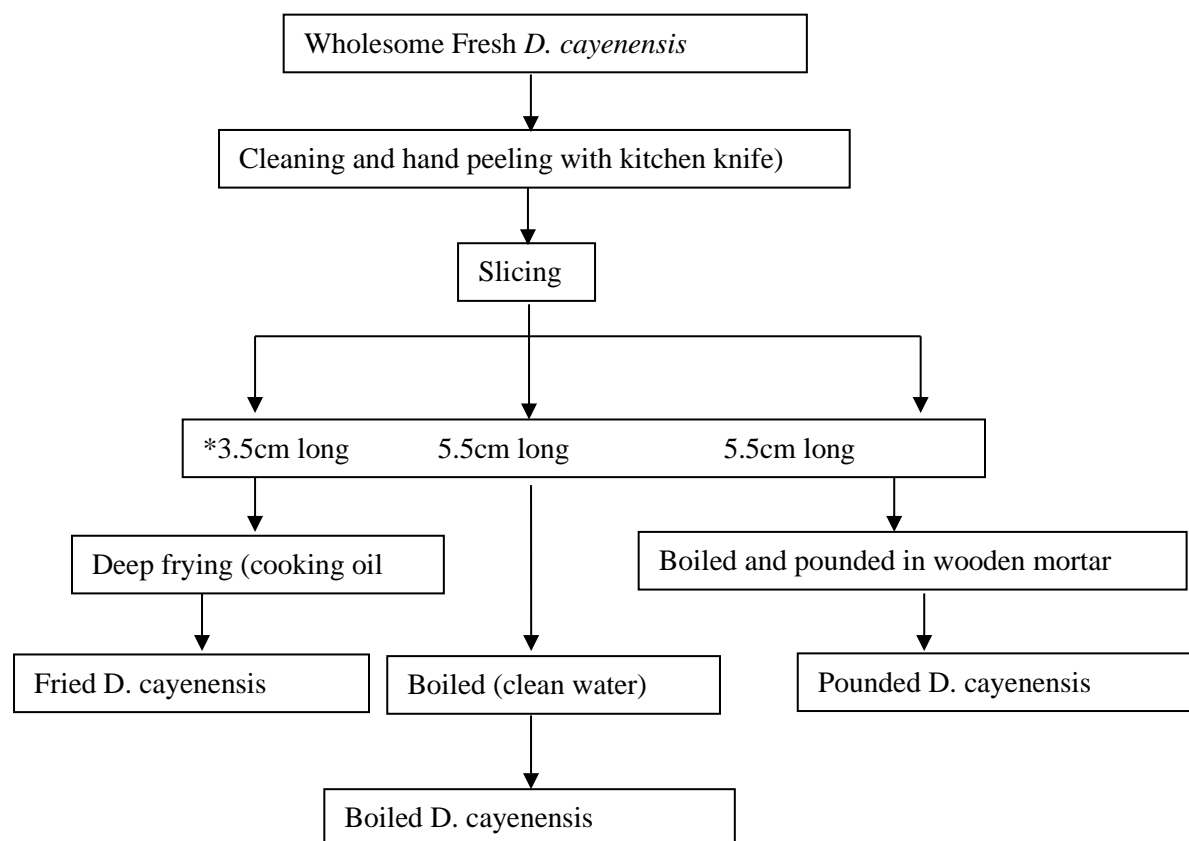 Wholesome Fresh D. cayenensis
Cleaning and hand peeling with kitchen knife)
Slicing
*3.5cm long 5.5cm long 5.5cm long
Deep frying (cooking oil
Boiled and pounded in wooden mortar
Fried D. cayenensis
Boiled (clean water)
Pounded D. cayenensis
Boiled D. cayenensis